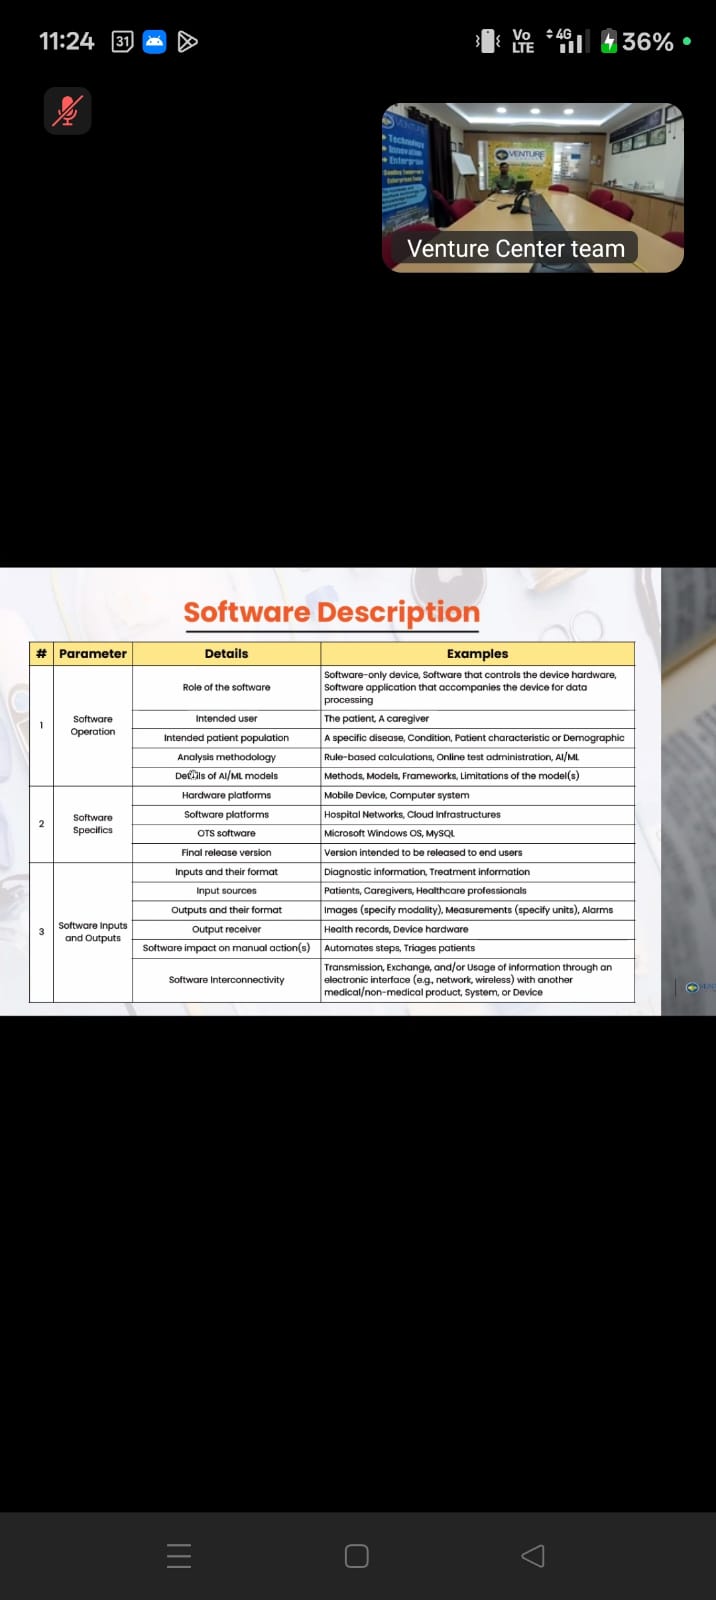 11:24
31
Vo
LTE
4G
36%
VENTURE
Technology
Innovation
Enterprise
VENTURE
Venture Center team
Software Description
# Parameter Details Examples
1 Software Operation
Role of the software
Software-only device, Software that controls the device hardware,
Software application that accompanies the device for data
processing
Intended user The patient, A caregiver
Intended patient population A specific disease, Condition, Patient characteristic or Demographic
Analysis methodology Rule-based calculations, Online test administration, AI/ML
Details of AI/ML models Methods, Models, Frameworks, Limitations of the model(s)
2 Software Specifics
Hardware platforms Mobile Device, Computer system
Software platforms Hospital Networks, Cloud Infrastructures
OTS software Microsoft Windows OS, MySQL
Final release version Version intended to be released to end users
3 Software Inputs and Outputs
Inputs and their format Diagnostic information, Treatment information
Input sources Patients, Caregivers, Healthcare professionals
Outputs and their format Images (specify modality), Measurements (specify units), Alarms
Output receiver Health records, Device hardware
Software impact on manual action(s) Automates steps, Triages patients
Software Interconnectivity
Transmission, Exchange, and/or Usage of information through an
electronic interface (e.g., network, wireless) with another
medical/non-medical product, System, or Device